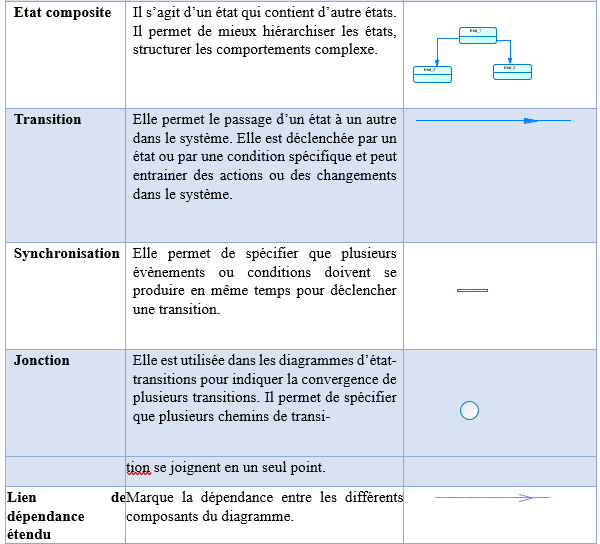 Etat composite
Il s’agit d’un état qui contient d’autre états.
Il permet de mieux hiérarchiser les états,
structurer les comportements complexe.
Etat_1
Etat_2
Etat_3
Transition
Elle permet le passage d’un état à un autre
dans le système. Elle est déclenchée par un
état ou par une condition spécifique et peut
entrainer des actions ou des changements
dans le système.
Synchronisation
Elle permet de spécifier que plusieurs
évènements ou conditions doivent se
produire en même temps pour déclencher
une transition.
Jonction
Elle est utilisée dans les diagrammes d’état-
transitions pour indiquer la convergence de
plusieurs transitions. Il permet de spécifier
que plusieurs chemins de transi-
tion se joignent en un seul point.
Lien de
dépendance
étendu
Marque la dépendance entre les différents
composants du diagramme.